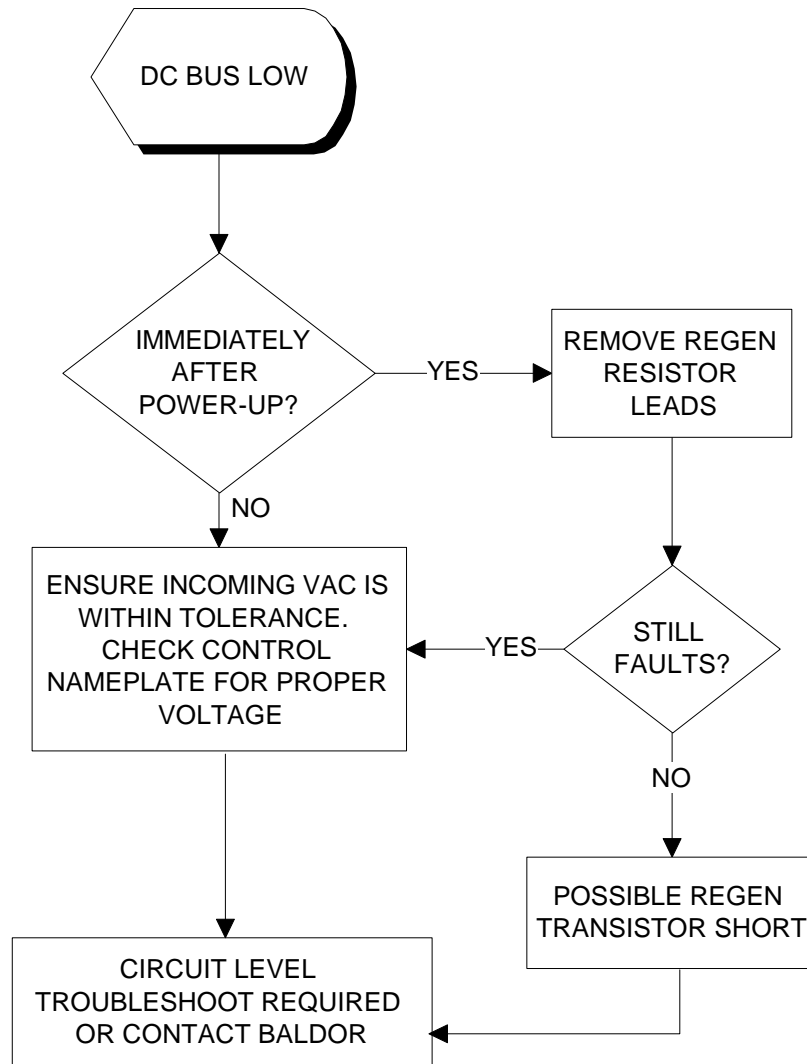 DC BUS LOW
IMMEDIATELY
AFTER
POWER-UP?
YES
REMOVE REGEN
RESISTOR
LEADS
NO
ENSURE INCOMING VAC IS
WITHIN TOLERANCE.
CHECK CONTROL
NAMEPLATE FOR PROPER
VOLTAGE
YES
STILL
FAULTS?
NO
POSSIBLE REGEN
TRANSISTOR SHORT
CIRCUIT LEVEL
TROUBLESHOOT REQUIRED
OR CONTACT BALDOR